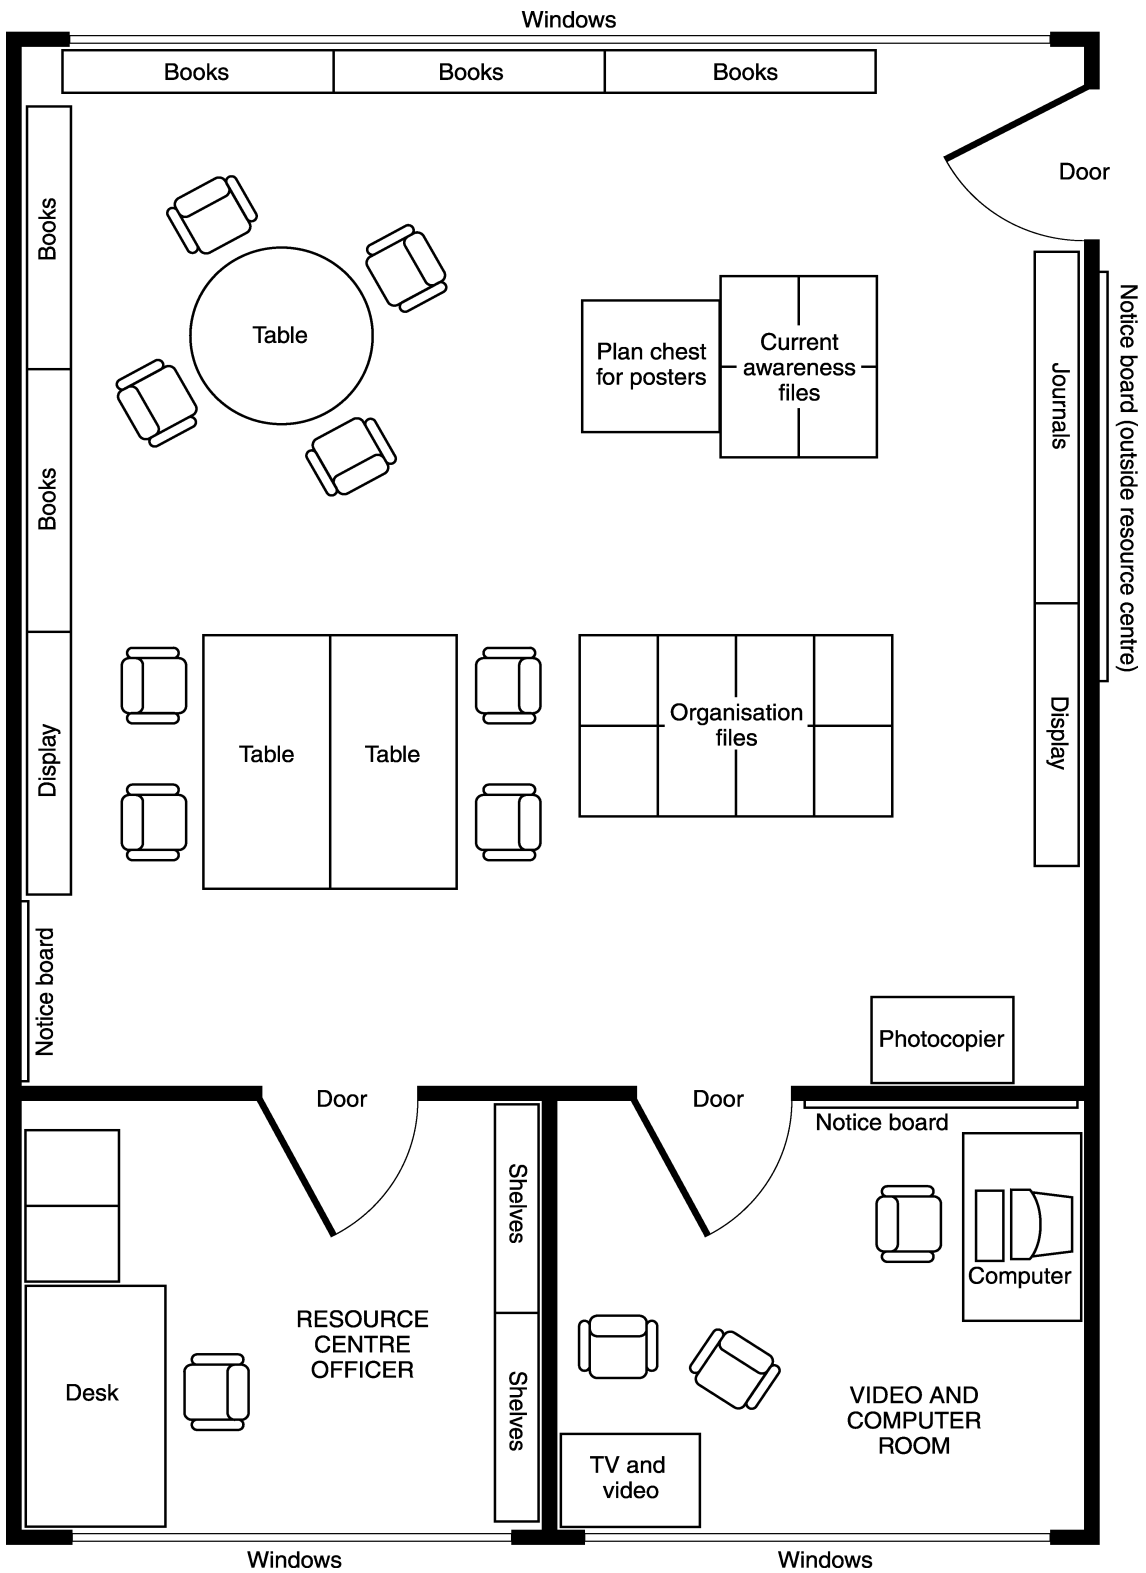 Windows
Books
Books
Books
Door
Books
Table
Plan chest
for posters
Current
awareness
files
Journals
Notice board (outside resource centre)
Books
Display
Table
Table
Organisation
files
Display
Notice board
Photocopier
Door
Door
Notice board
Shelves
Computer
RESOURCE
CENTRE
OFFICER
Desk
Shelves
VIDEO AND
COMPUTER
ROOM
TV and
video
Windows
Windows